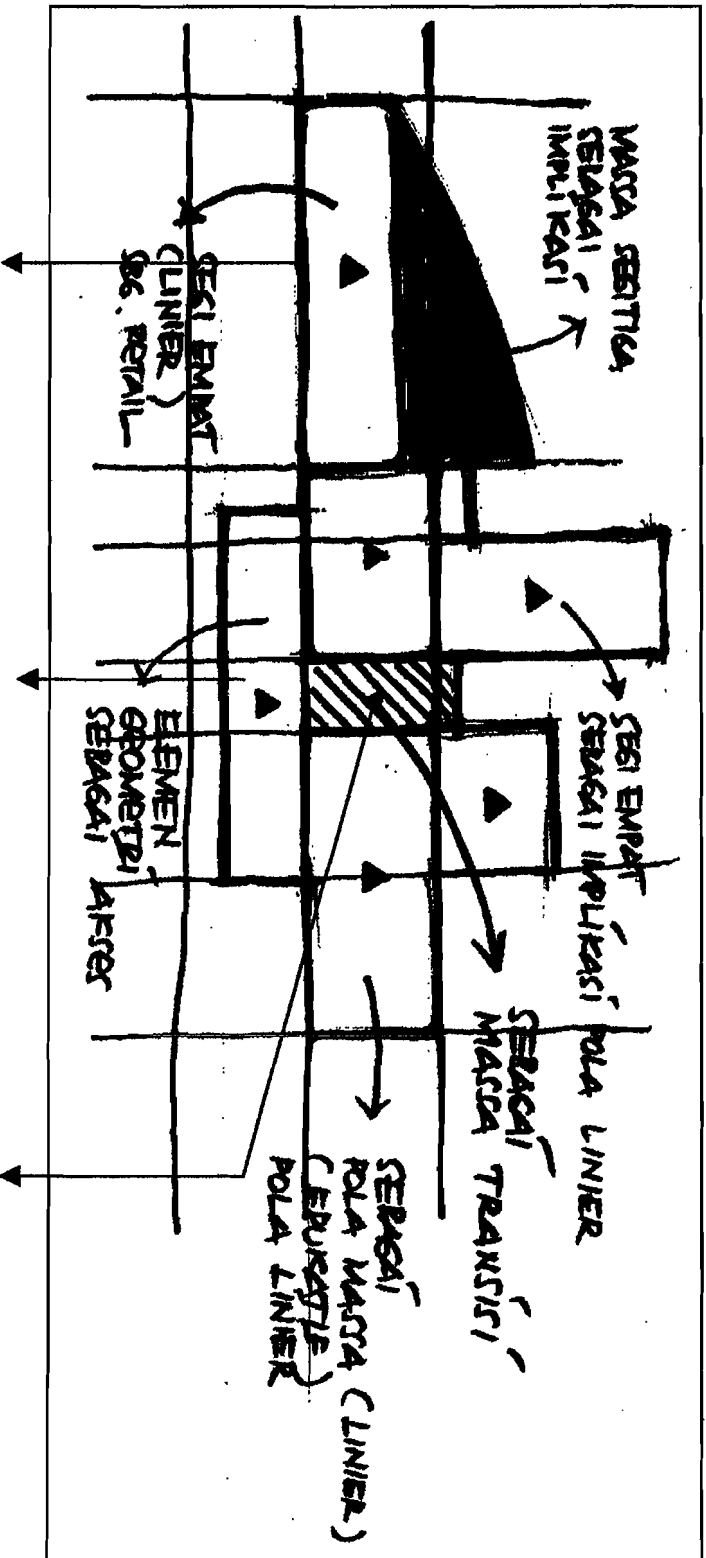 MASSA SEGITIGA
SEBAGAI
IMPLIKASI
SEGI EMPAT
(LINIER)
SBG. RETAIL
SEGI EMPAT
SEBAGAI IMPLIKASI POLA LINIER
ELEMEN
GEOMETRI
SEBAGAI AKSES
SEBAGAI
MASSA TRANSISI
SEBAGAI
POLA MASSA (LINIER)
(EDUKATIF)
POLA LINIER